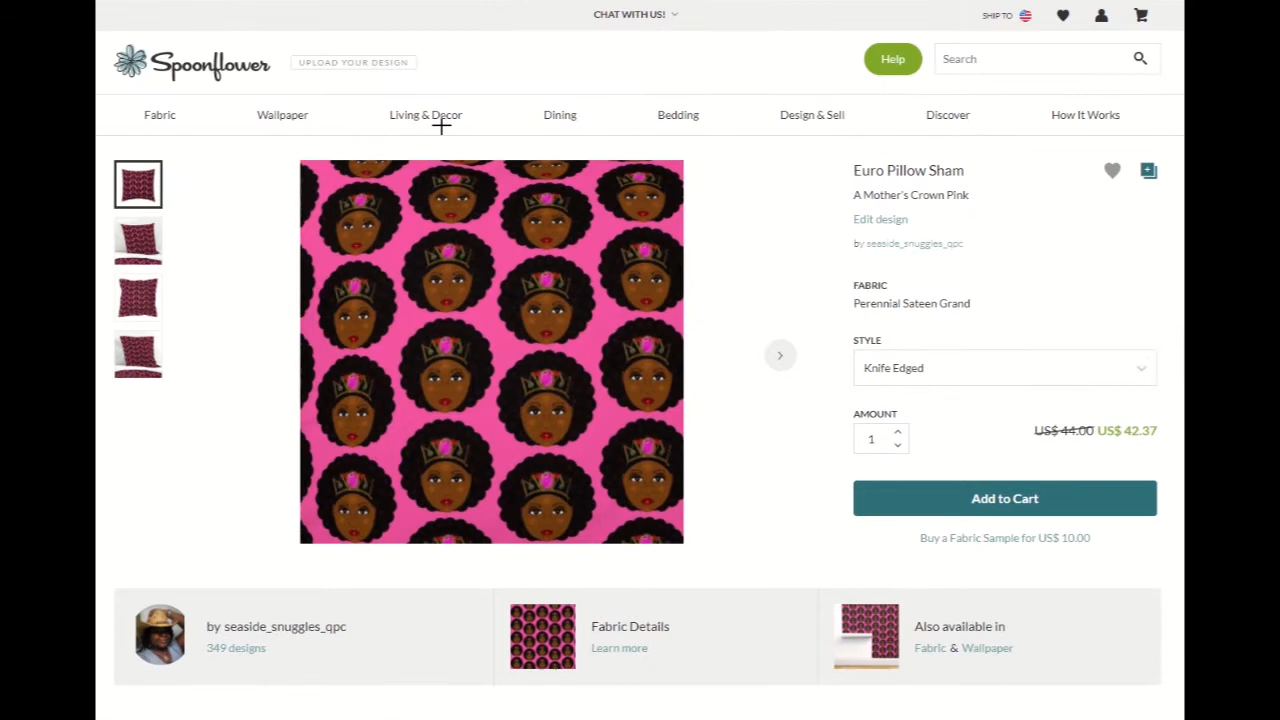 CHAT WITH US!
SHIP TO
Spoonflower
UPLOAD YOUR DESIGN
Help
Search
Fabric
Wallpaper
Living & Decor
Dining
Bedding
Design & Sell
Discover
How It Works
Euro Pillow Sham
A Mother's Crown Pink
Edit design
by seaside_snuggles_qpc
FABRIC
Perennial Sateen Grand
STYLE
Knife Edged
AMOUNT
1
US$ 44.00 US$ 42.37
Add to Cart
Buy a Fabric Sample for US$ 10.00
by seaside_snuggles_qpc
349 designs
Fabric Details
Learn more
Also available in
Fabric & Wallpaper